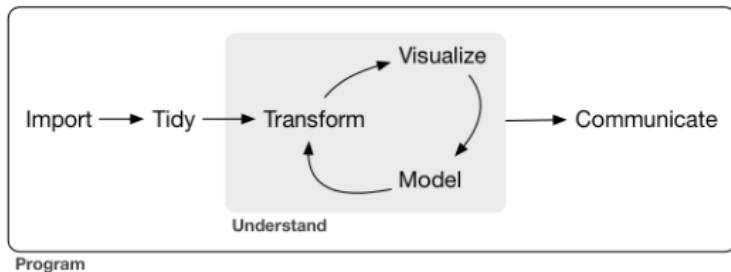 Visualize
Import
Tidy
Transform
Communicate
Model
Understand
Program